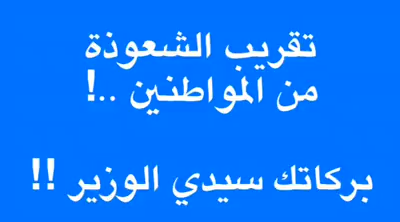 تقريب الشعوذة
من المواطنين ..!
بركاتك سيدي الوزير !!